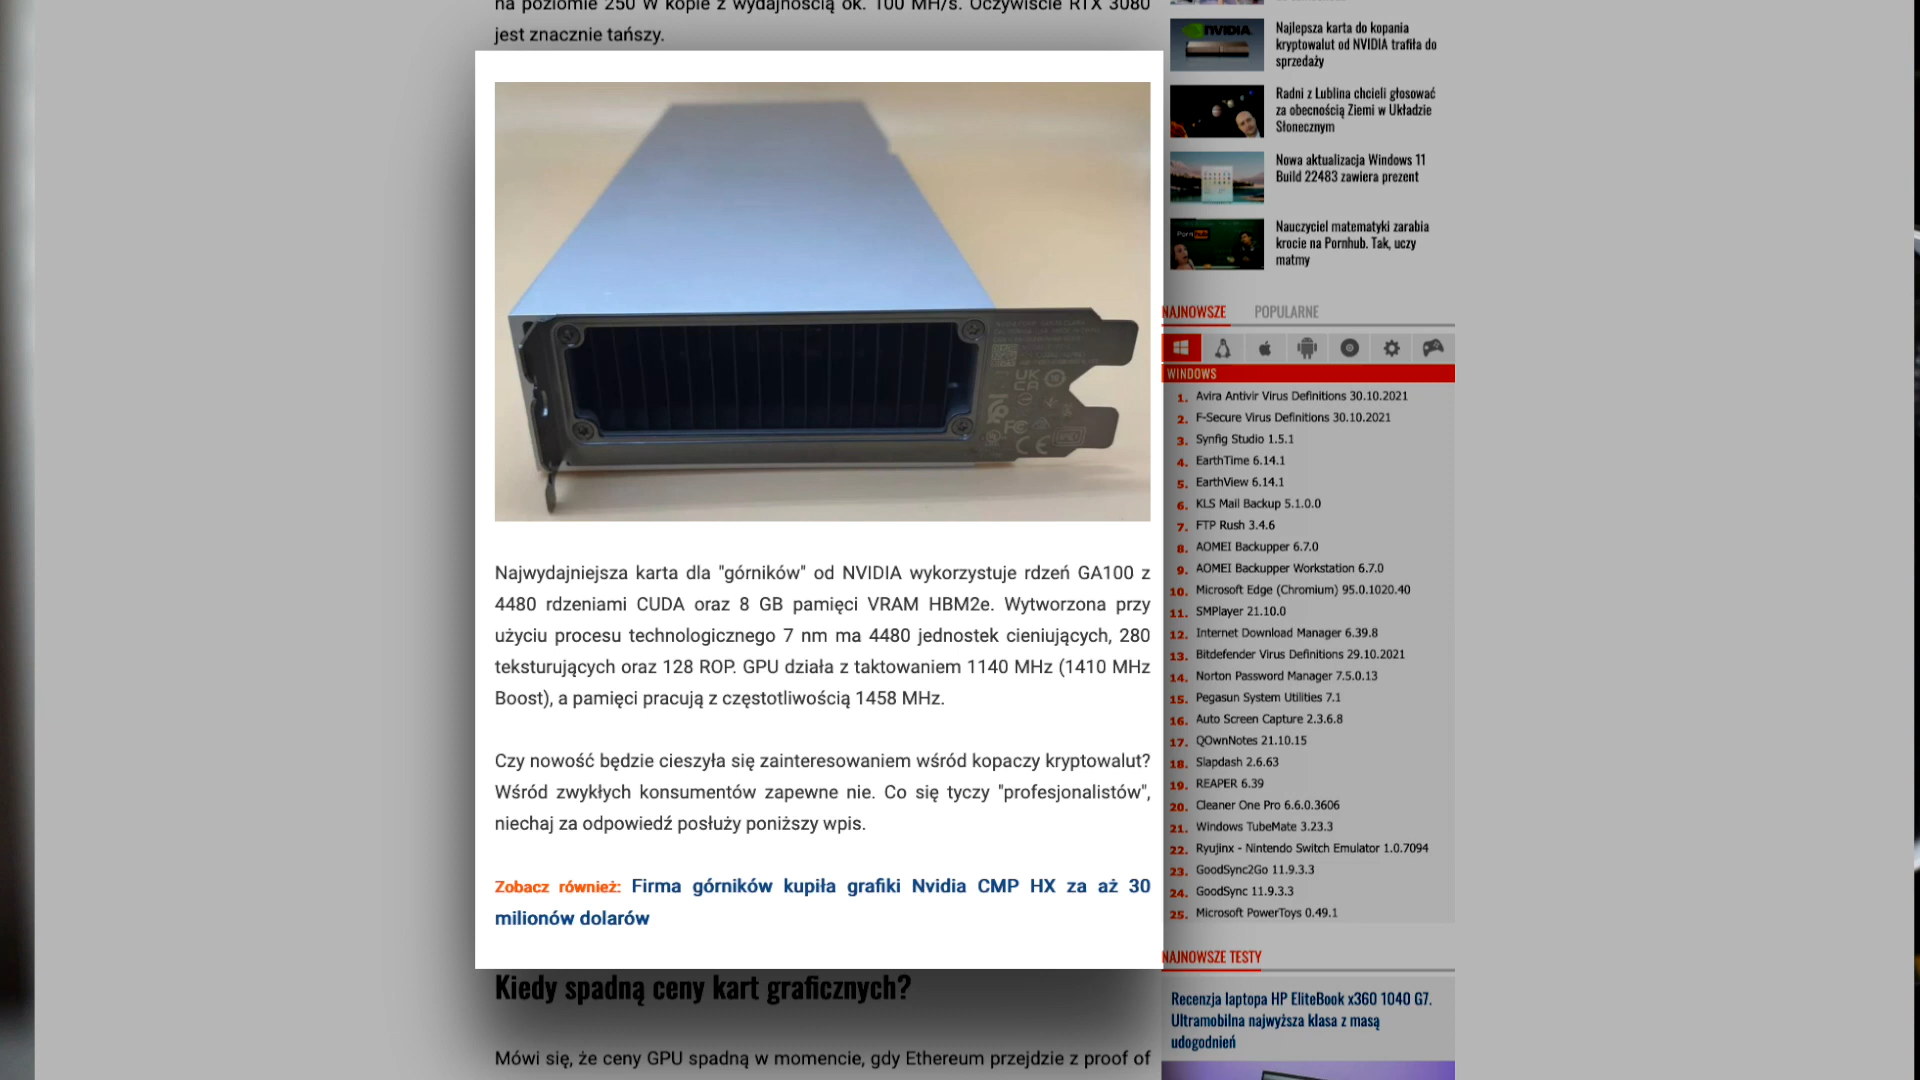 na poziomie 250 W kopie z wydajnością ok. 100 MH/s. Oczywiście RTX 3080
jest znacznie tańszy.
Najwydajniejsza karta dla "górników" od NVIDIA wykorzystuje rdzeń GA100 z
4480 rdzeniami CUDA oraz 8 GB pamięci VRAM HBM2e. Wytworzona przy
użyciu procesu technologicznego 7 nm ma 4480 jednostek cieniujących, 280
teksturujących oraz 128 ROP. GPU działa z taktowaniem 1140 MHz (1410 MHz
Boost), a pamięci pracują z częstotliwością 1458 MHz.
Czy nowość będzie cieszyła się zainteresowaniem wśród kopaczy kryptowalut?
Wśród zwykłych konsumentów zapewne nie. Co się tyczy "profesjonalistów",
niechaj za odpowiedź posłuży poniższy wpis.
Zobacz również: Firma górników kupiła grafiki Nvidia CMP HX za aż 30
milionów dolarów
Kiedy spadną ceny kart graficznych?
Mówi się, że ceny GPU spadną w momencie, gdy Ethereum przejdzie z proof of
NVIDIA
Najlepsza karta do kopania
kryptowalut od NVIDIA trafiła do
sprzedaży
Radni z Lublina chcieli głosować
za obecnością Ziemi w Układzie
Słonecznym
Nowa aktualizacja Windows 11
Build 22483 zawiera prezent
Porn hub
Nauczyciel matematyki zarabia
krocie na Pornhub. Tak, uczy
matmy
NAJNOWSZE POPULARNE
WINDOWS
1. Avira Antivir Virus Definitions 30.10.2021
2. F-Secure Virus Definitions 30.10.2021
3. Synfig Studio 1.5.1
4. EarthTime 6.14.1
5. EarthView 6.14.1
6. KLS Mail Backup 5.1.0.0
7. FTP Rush 3.4.6
8. AOMEI Backupper 6.7.0
9. AOMEI Backupper Workstation 6.7.0
10. Microsoft Edge (Chromium) 95.0.1020.40
11. SMPlayer 21.10.0
12. Internet Download Manager 6.39.8
13. Bitdefender Virus Definitions 29.10.2021
14. Norton Password Manager 7.5.0.13
15. Pegasun System Utilities 7.1
16. Auto Screen Capture 2.3.6.8
17. QOwnNotes 21.10.15
18. Slapdash 2.6.63
19. REAPER 6.39
20. Cleaner One Pro 6.6.0.3606
21. Windows TubeMate 3.23.3
22. Ryujinx - Nintendo Switch Emulator 1.0.7094
23. GoodSync2Go 11.9.3.3
24. GoodSync 11.9.3.3
25. Microsoft PowerToys 0.49.1
NAJNOWSZE TESTY
Recenzja laptopa HP EliteBook x360 1040 G7.
Ultramobilna najwyższa klasa z masą
udogodnień